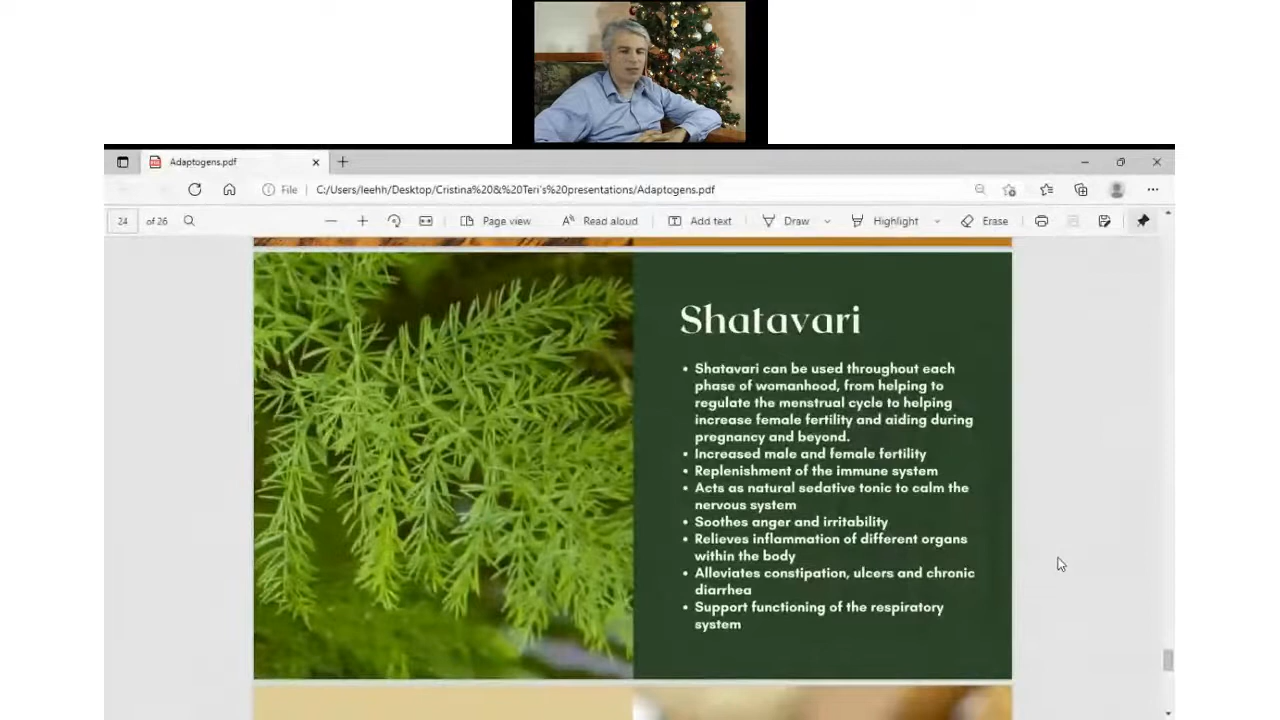 Adaptogens.pdf
File C:/Users/leehh/Desktop/Cristina%20&%20Teri's%20presentations/Adaptogens.pdf
24 of 26 Page view Read aloud Add text Draw Highlight Erase
Shatavari
• Shatavari can be used throughout each
phase of womanhood, from helping to
regulate the menstrual cycle to helping
increase female fertility and aiding during
pregnancy and beyond.
• Increased male and female fertility
• Replenishment of the immune system
• Acts as natural sedative tonic to calm the
nervous system
• Soothes anger and irritability
• Relieves inflammation of different organs
within the body
• Alleviates constipation, ulcers and chronic
diarrhea
• Support functioning of the respiratory
system